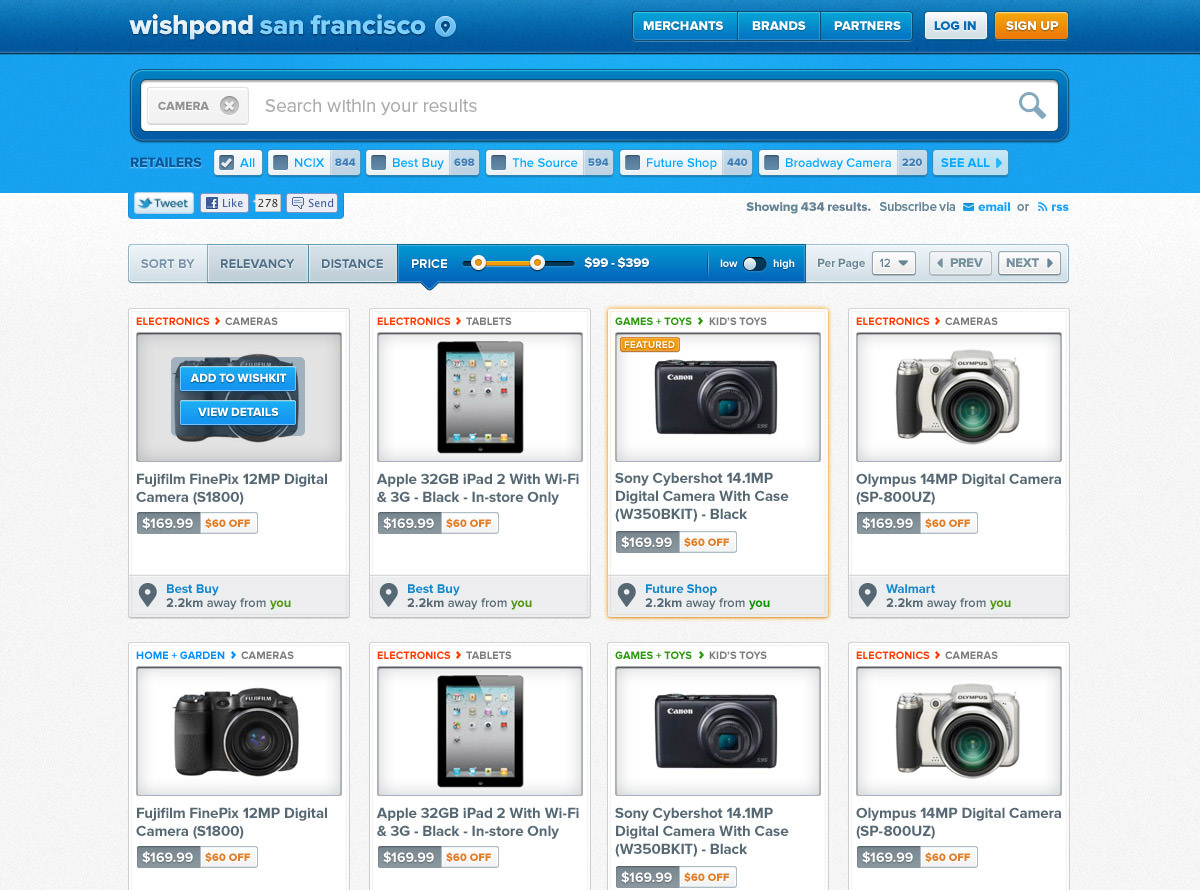 wishpond san francisco
MERCHANTS BRANDS PARTNERS LOG IN SIGN UP
CAMERA Search within your results
RETAILERS All NCIX 844 Best Buy 698 The Source 594 Future Shop 440 Broadway Camera 220 SEE ALL
Tweet Like 278 Send
Showing 434 results. Subscribe via email or rss
SORT BY RELEVANCY DISTANCE PRICE $99 - $399 low high Per Page 12 PREV NEXT
ELECTRONICS > CAMERAS
ADD TO WISHKIT
VIEW DETAILS
Fujifilm FinePix 12MP Digital
Camera (S1800)
$169.99 $60 OFF
Best Buy
2.2km away from you
ELECTRONICS > TABLETS
Apple 32GB iPad 2 With Wi-Fi
& 3G - Black - In-store Only
$169.99 $60 OFF
Best Buy
2.2km away from you
GAMES + TOYS > KID'S TOYS
FEATURED
Canon
S95
Sony Cybershot 14.1MP
Digital Camera With Case
(W350BKIT) - Black
$169.99 $60 OFF
Future Shop
2.2km away from you
ELECTRONICS > CAMERAS
OLYMPUS
Olympus 14MP Digital Camera
(SP-800UZ)
$169.99 $60 OFF
Walmart
2.2km away from you
HOME + GARDEN > CAMERAS
FUJIFILM
Fujifilm FinePix 12MP Digital
Camera (S1800)
$169.99 $60 OFF
ELECTRONICS > TABLETS
Apple 32GB iPad 2 With Wi-Fi
& 3G - Black - In-store Only
$169.99 $60 OFF
GAMES + TOYS > KID'S TOYS
Canon
S95
Sony Cybershot 14.1MP
Digital Camera With Case
(W350BKIT) - Black
$169.99 $60 OFF
ELECTRONICS > CAMERAS
OLYMPUS
Olympus 14MP Digital Camera
(SP-800UZ)
$169.99 $60 OFF